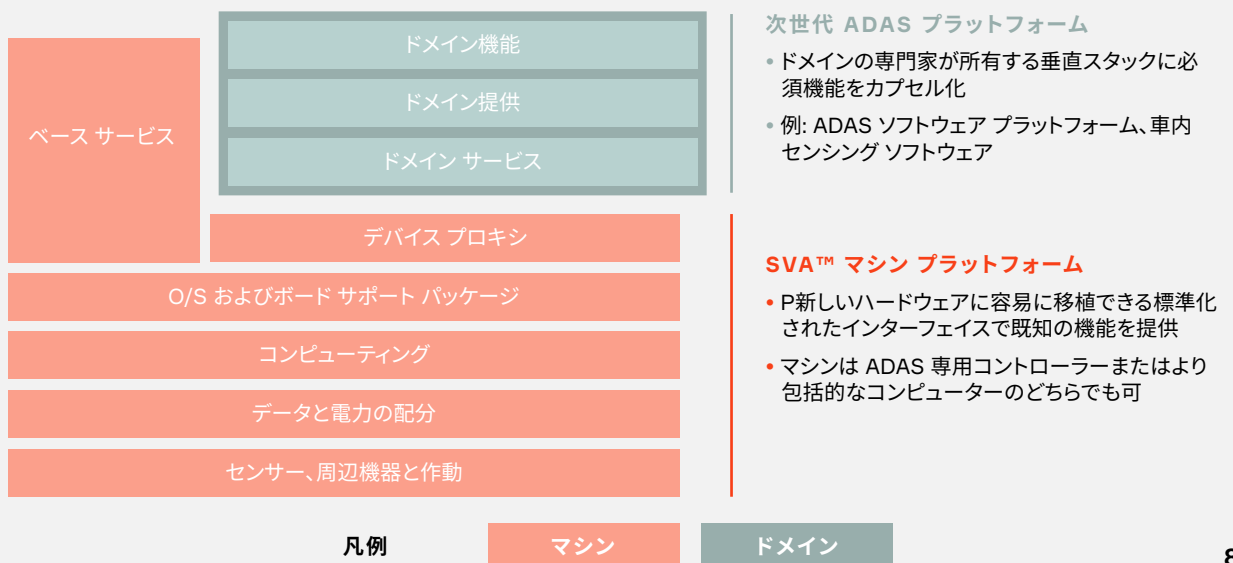 ベース サービス
ドメイン機能
ドメイン提供
ドメイン サービス
デバイス プロキシ
O/S およびボード サポート パッケージ
コンピューティング
データと電力の配分
センサー、周辺機器と作動
次世代 ADAS プラットフォーム
• ドメインの専門家が所有する垂直スタックに必
須機能をカプセル化
• 例: ADAS ソフトウェア プラットフォーム、車内
センシング ソフトウェア
SVA™ マシン プラットフォーム
• P新しいハードウェアに容易に移植できる標準化
されたインターフェイスで既知の機能を提供
• マシンは ADAS 専用コントローラーまたはより
包括的なコンピューターのどちらでも可
凡例
マシン
ドメイン